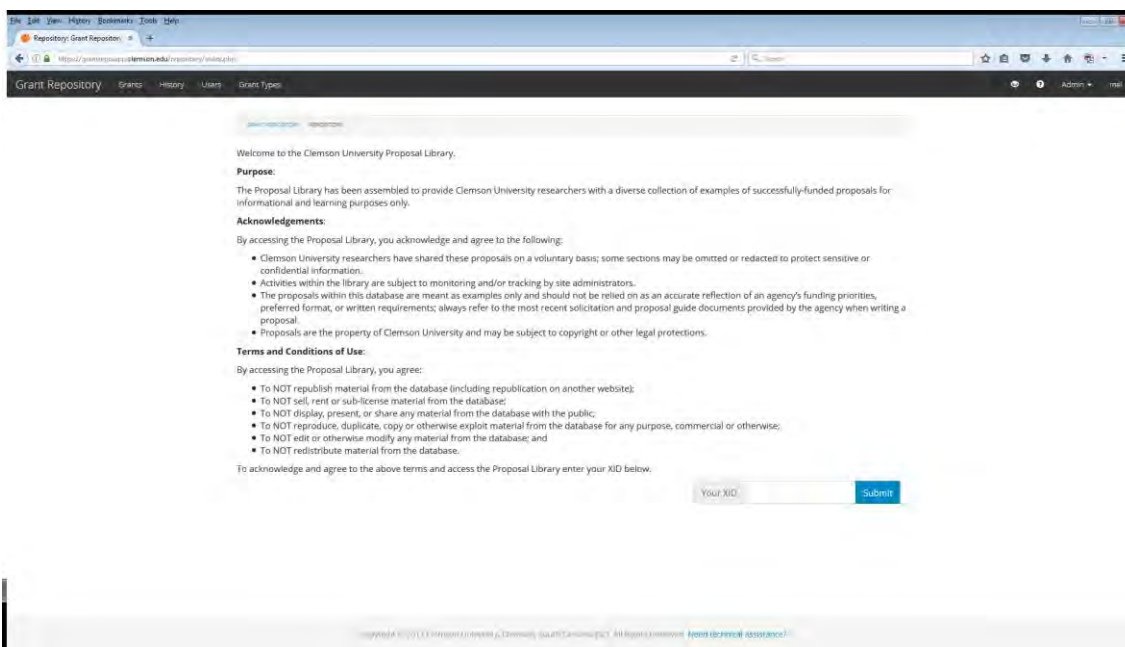 File Edit View History Bookmarks Tools Help
Repository: Grant Repository
clemson.edu/repository/index.php
Search
Grant Repository Grants History Users Grant Types Admin
Welcome to the Clemson University Proposal Library.
Purpose:
The Proposal Library has been assembled to provide Clemson University researchers with a diverse collection of examples of successfully-funded proposals for
informational and learning purposes only.
Acknowledgements:
By accessing the Proposal Library, you acknowledge and agree to the following:
• Clemson University researchers have shared these proposals on a voluntary basis; some sections may be omitted or redacted to protect sensitive or
confidential information.
• Activities within the library are subject to monitoring and/or tracking by site administrators.
• The proposals within this database are meant as examples only and should not be relied on as an accurate reflection of an agency's funding priorities,
preferred format, or written requirements; always refer to the most recent solicitation and proposal guide documents provided by the agency when writing a
proposal.
• Proposals are the property of Clemson University and may be subject to copyright or other legal protections.
Terms and Conditions of Use:
By accessing the Proposal Library, you agree:
• To NOT republish material from the database (including republication on another website);
• To NOT sell, rent or sub-license material from the database;
• To NOT display, present, or share any material from the database with the public;
• To NOT reproduce, duplicate, copy or otherwise exploit material from the database for any purpose, commercial or otherwise;
• To NOT edit or otherwise modify any material from the database; and
• To NOT redistribute material from the database.
To acknowledge and agree to the above terms and access the Proposal Library enter your XID below.
Your XID Submit
Need technical assistance?